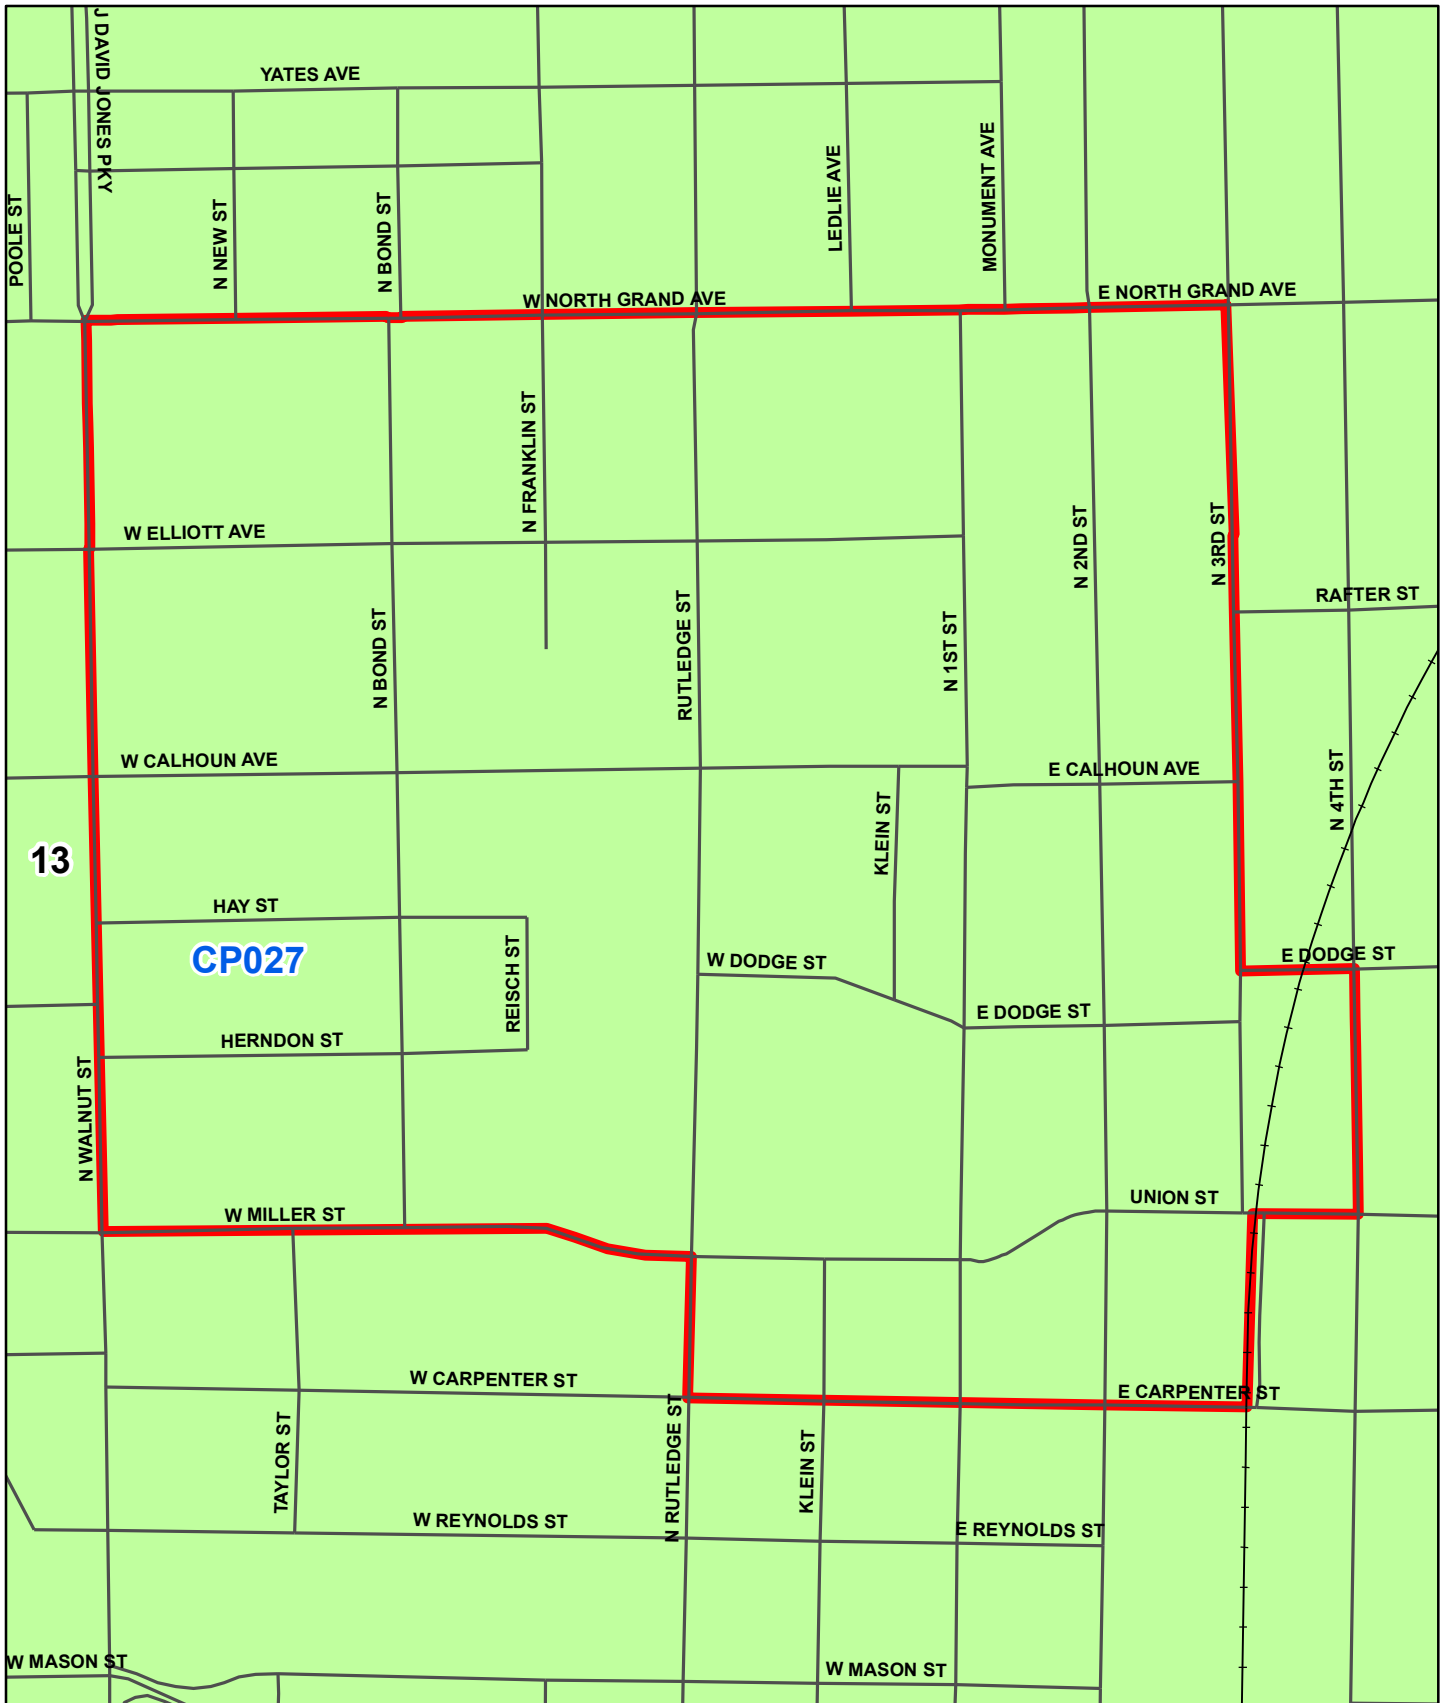 J DAVID JONES PKY
YATES AVE
POOLE ST
N NEW ST
N BOND ST
LEDLIE AVE
MONUMENT AVE
W NORTH GRAND AVE
E NORTH GRAND AVE
N FRANKLIN ST
W ELLIOTT AVE
N 2ND ST
N 3RD ST
RAFTER ST
N BOND ST
RUTLEDGE ST
N 1ST ST
W CALHOUN AVE
E CALHOUN AVE
N 4TH ST
KLEIN ST
13
HAY ST
CP027
REISCH ST
W DODGE ST
E DODGE ST
E DODGE ST
HERNDON ST
N WALNUT ST
W MILLER ST
UNION ST
W CARPENTER ST
E CARPENTER ST
TAYLOR ST
N RUTLEDGE ST
KLEIN ST
W REYNOLDS ST
E REYNOLDS ST
W MASON ST
W MASON ST